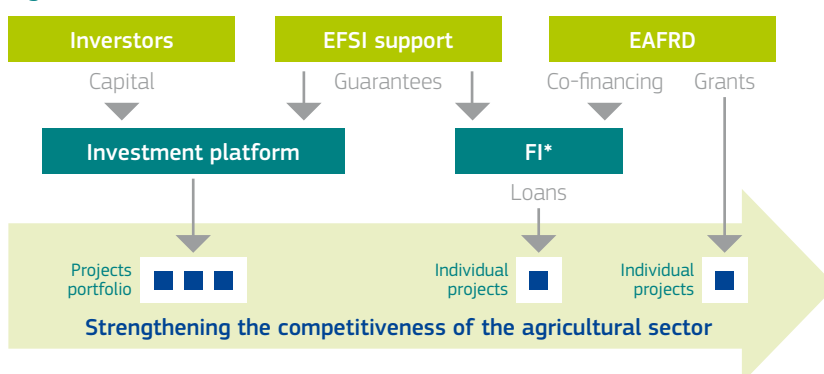 Inverstors
EFSI support
EAFRD
Capital
Guarantees
Co-financing
Grants
Investment platform
FI*
Loans
Projects
portfolio
Individual
projects
Individual
projects
Strengthening the competitiveness of the agricultural sector